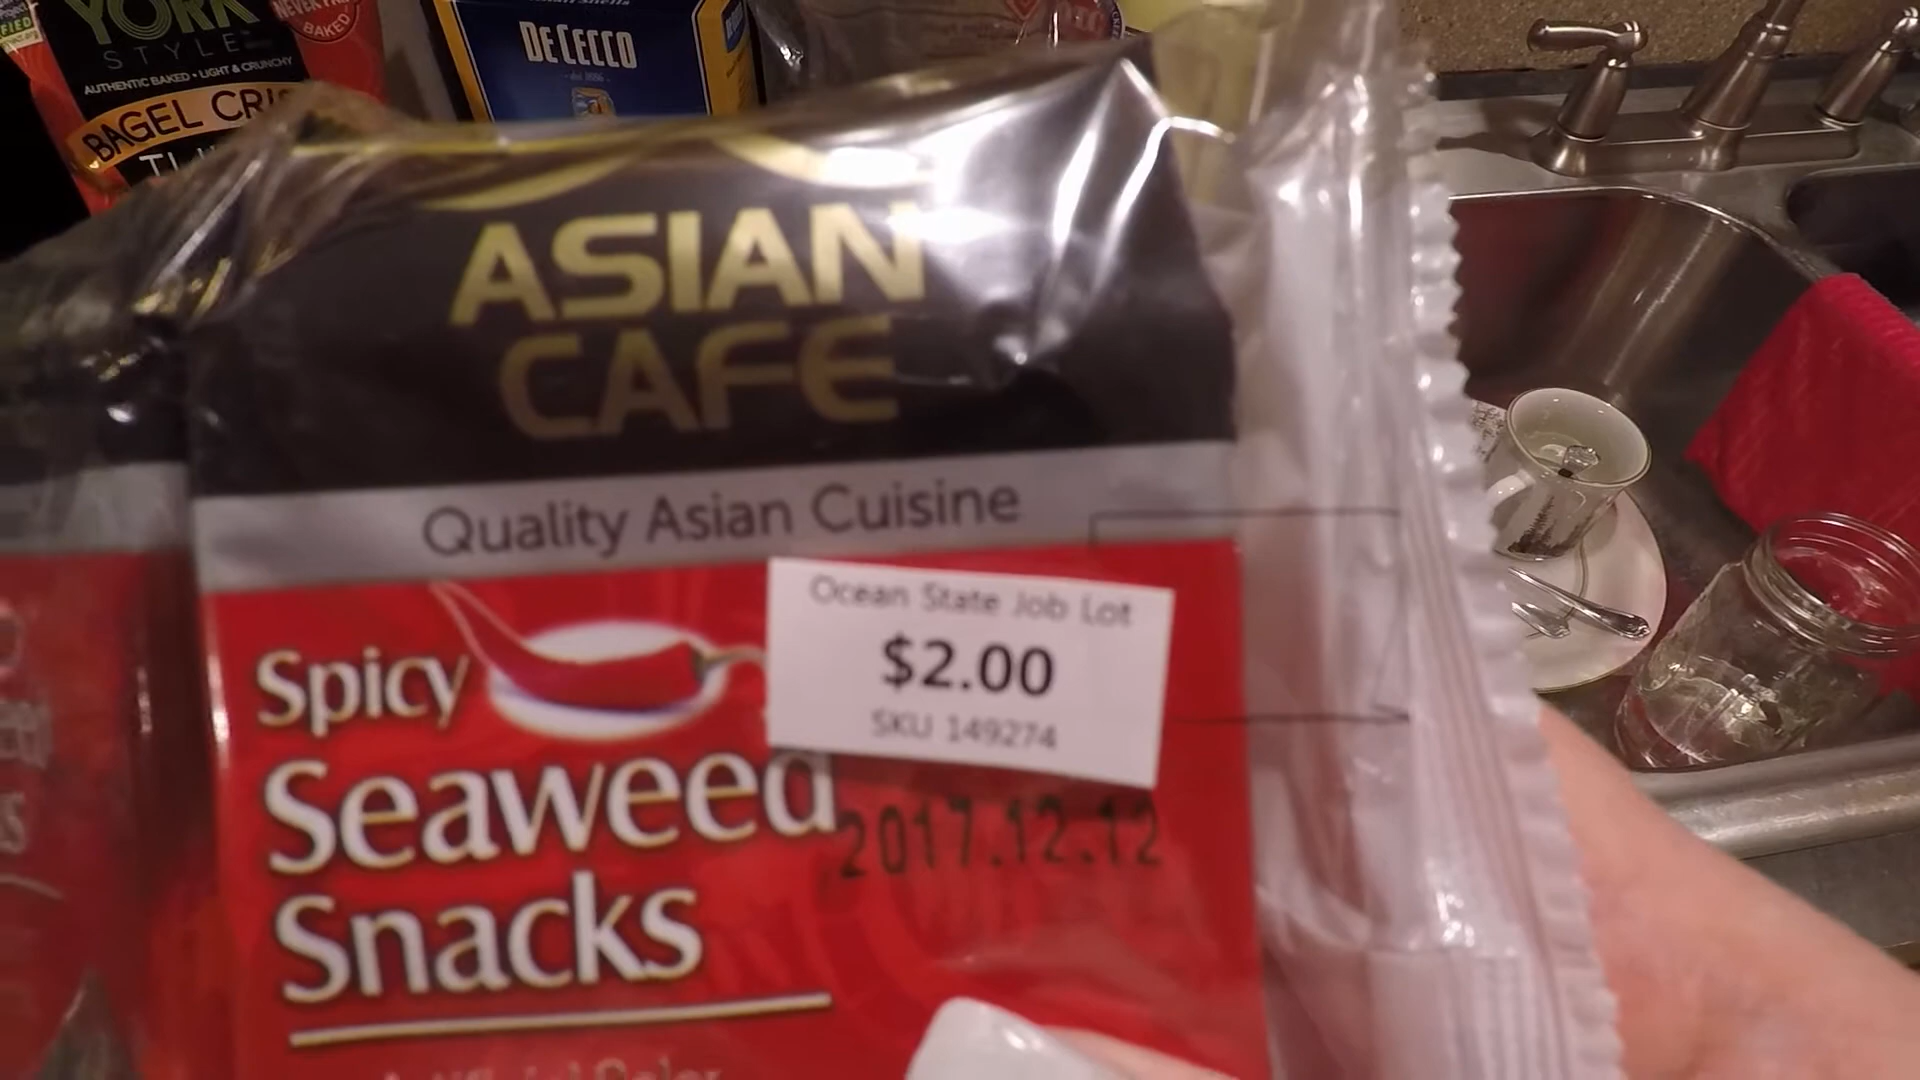 YORK
STYLE
AUTHENTIC BAKED • LIGHT & CRUNCHY
BAGEL CRIS
BAKED
DE CECCO
ASIAN
CAFE
Quality Asian Cuisine
Ocean State Job Lot
$2.00
SKU 149274
Spicy
Seaweed
Snacks
2017.12.12